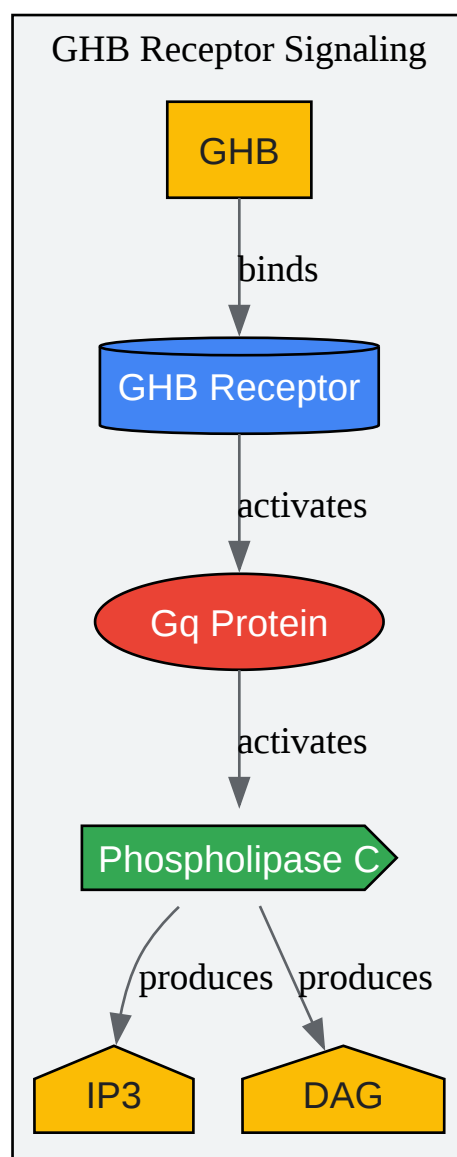 GHB Receptor Signaling
GHB
binds
GHB Receptor
activates
Gq Protein
activates
Phospholipase C
produces
produces
IP3
DAG